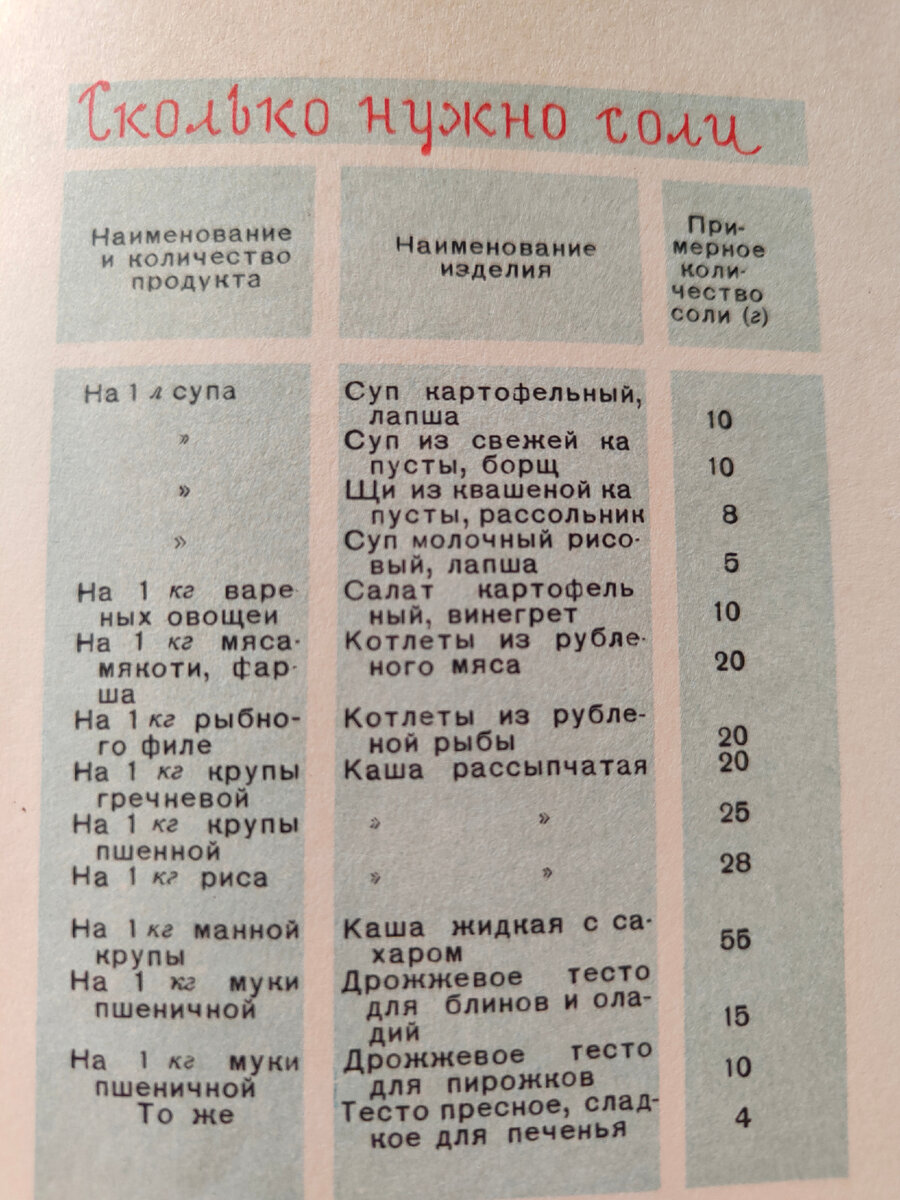 Сколько нужно соли
Наименование
и количество
продукта
Наименование
изделия
При-
мерное
коли-
чество
соли (г)
На 1 л супа Суп картофельный,
лапша 10
» Суп из свежей ка
пусты, борщ 10
» Щи из квашеной ка
пусты, рассольник 8
» Суп молочный рисо-
вый, лапша 5
На 1 кг варе Салат картофель
ных овощей ный, винегрет 10
На 1 кг мяса- Котлеты из рубле-
мякоти, фар- ного мяса 20
ша
На 1 кг рыбно- Котлеты из рубле-
го филе ной рыбы 20
На 1 кг крупы Каша рассыпчатая 20
гречневой
На 1 кг крупы » » 25
пшенной
На 1 кг риса » » 28
На 1 кг манной Каша жидкая с са-
крупы харом 55
На 1 кг муки Дрожжевое тесто
пшеничной для блинов и ола-
дий 15
На 1 кг муки Дрожжевое тесто
пшеничной для пирожков 10
То же Тесто пресное, слад-
кое для печенья 4